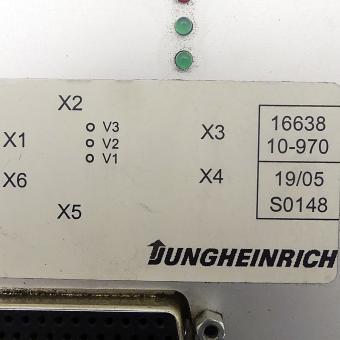 X2
V3
V2
V1
X1
X3
X6
X4
X5
16638
10-970
19/05
S0148
JUNGHEINRICH